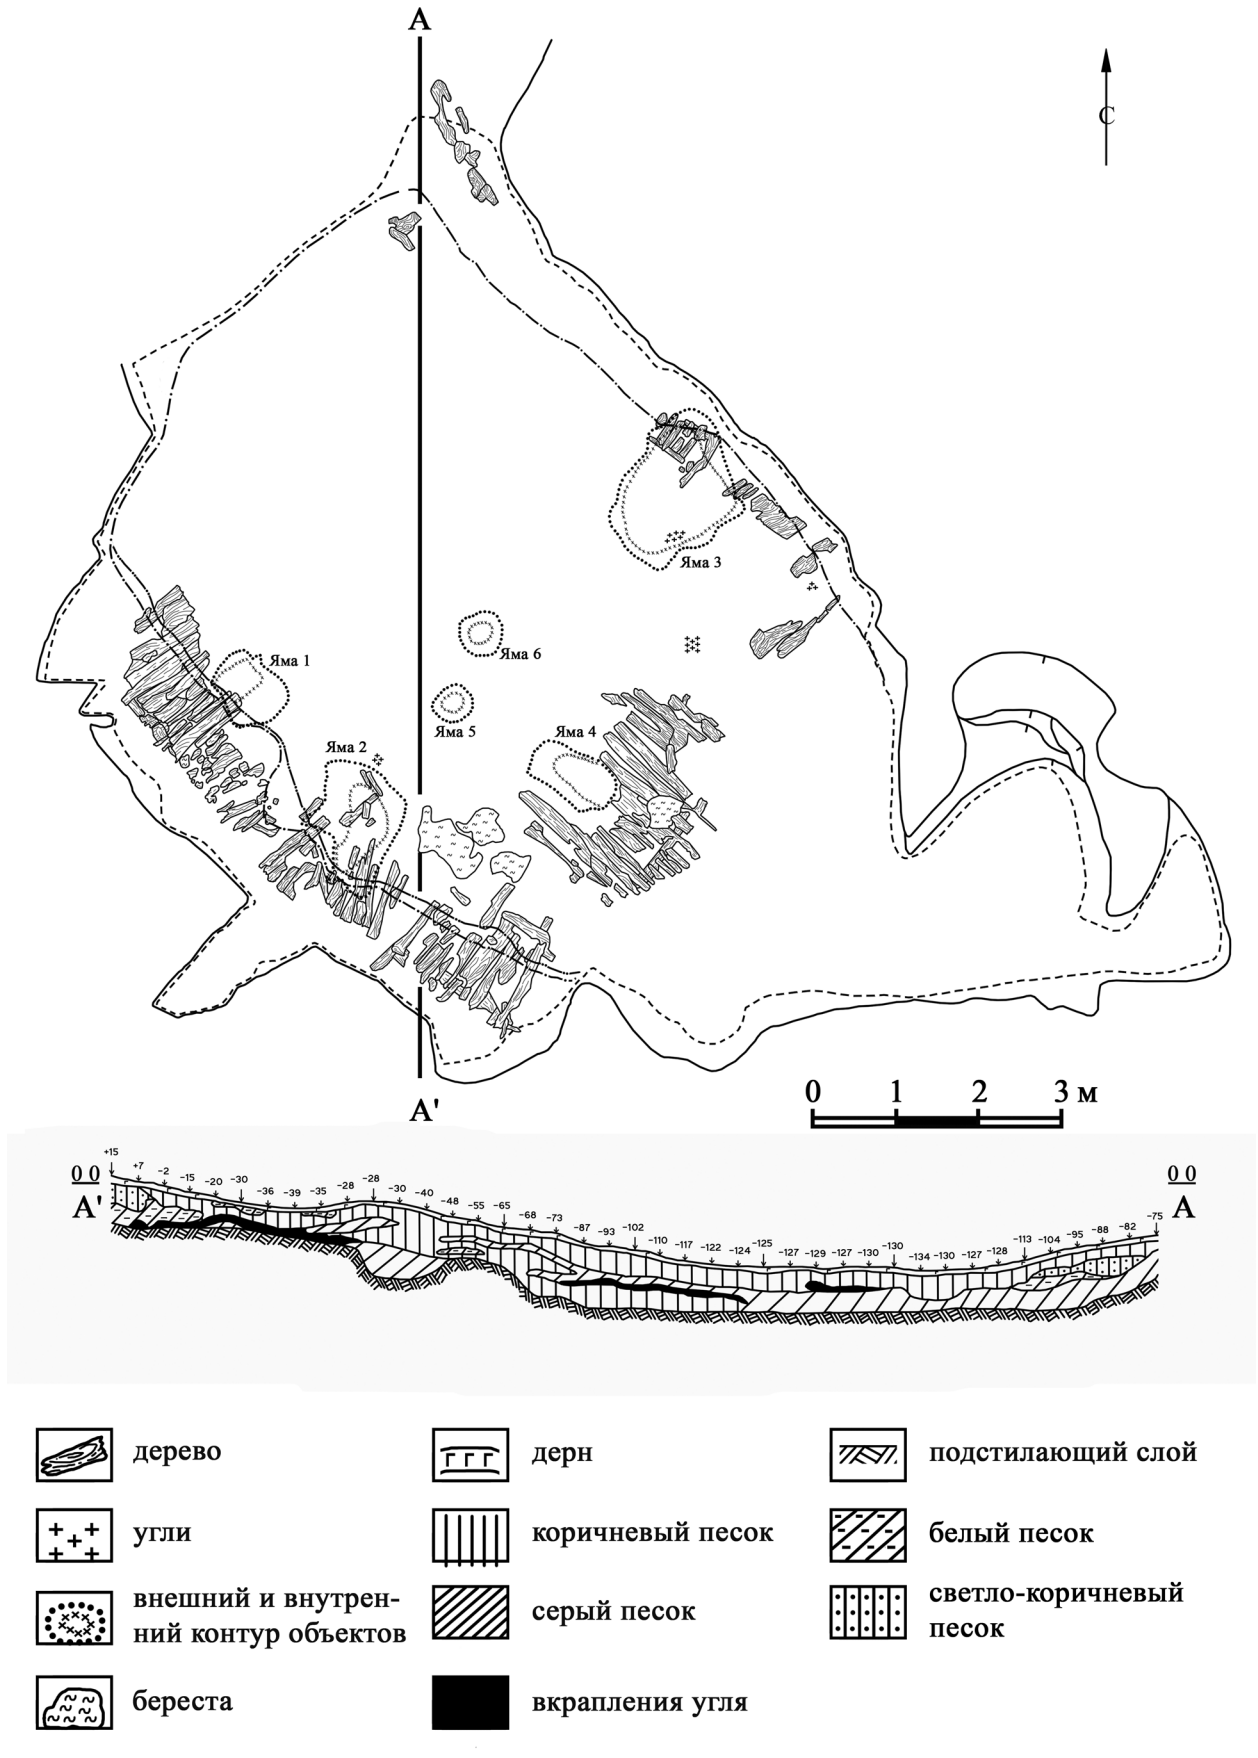 А
С
Яма 3
Яма 6
Яма 1
Яма 5
Яма 4
Яма 2
0 1 2 3 м
А'
+15 +7 -2 -15 -20 -30 -36 -39 -35 -28 -28 -30 -40 -48 -55 -65 -68 -73 -87 -93 -102 -110 -117 -122 -124 -125 -127 -129 -127 -130 -130 -134 -130 -127 -128 -113 -104 -95 -88 -82 -75
0 0 0 0
А' А
дерево дерн подстилающий слой
угли коричневый песок белый песок
внешний и внутрен-
ний контур объектов
серый песок
светло-коричневый
песок
береста вкрапления угля